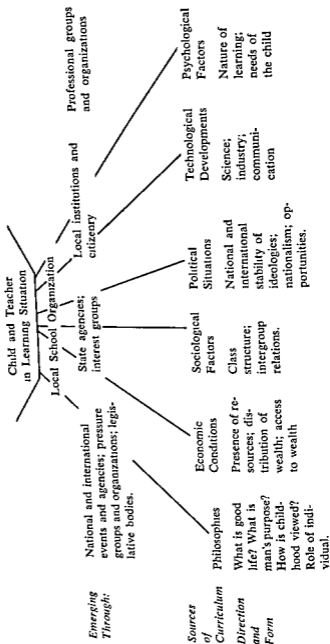 Child and Teacher
in Learning Situation
Local School Organization
Emerging
Through:
National and international
events and agencies; pressure
groups and organizations; legis-
lative bodies.
State agencies;
interest groups
Local institutions and
citizenry
Professional groups
and organizations
Sources
of
Curriculum
Philosophies
Economic
Conditions
Sociological
Factors
Political
Situations
Technological
Developments
Psychological
Factors
Direction
and
Form
What is good
life? What is
man's purpose?
How is child-
hood viewed?
Role of indi-
vidual.
Presence of re-
sources; dis-
tribution of
wealth; access
to wealth
Class
structure;
intergroup
relations.
National and
international
stability of
ideologies;
nationalism; op-
portunities.
Science;
industry;
communi-
cation
Nature of
learning;
needs of
the child